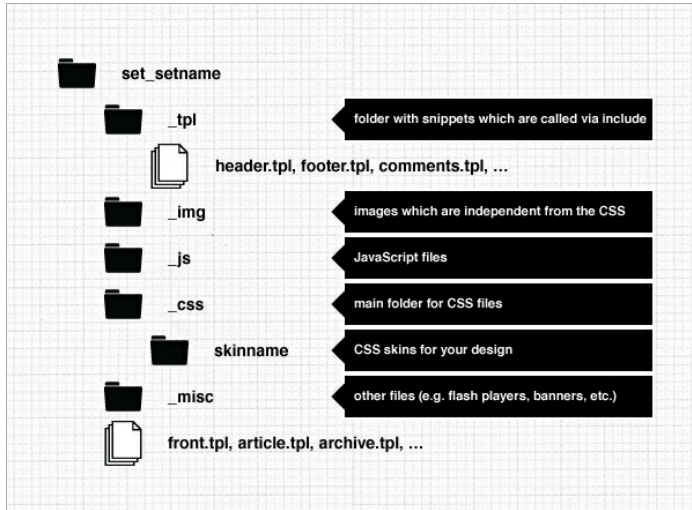 set_setname
_tpl
folder with snippets which are called via include
header.tpl, footer.tpl, comments.tpl, ...
_img
images which are independent from the CSS
_js
JavaScript files
_css
main folder for CSS files
skinname
CSS skins for your design
_misc
other files (e.g. flash players, banners, etc.)
front.tpl, article.tpl, archive.tpl, ...